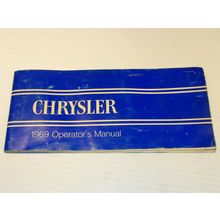 CHRYSLER
1969 Operator's Manual